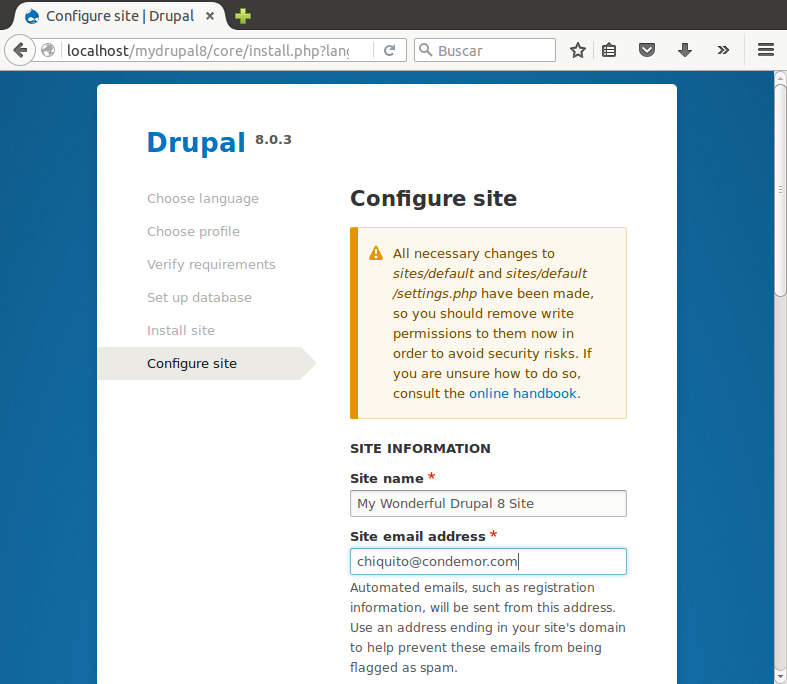 Configure site | Drupal
localhost/mydrupal8/core/install.php?lang
Buscar
Drupal 8.0.3
Choose language
Choose profile
Verify requirements
Set up database
Install site
Configure site
Configure site
All necessary changes to
sites/default and sites/default
/settings.php have been made,
so you should remove write
permissions to them now in
order to avoid security risks. If
you are unsure how to do so,
consult the online handbook.
SITE INFORMATION
Site name *
My Wonderful Drupal 8 Site
Site email address *
chiquito@condemor.com
Automated emails, such as registration
information, will be sent from this address.
Use an address ending in your site's domain
to help prevent these emails from being
flagged as spam.